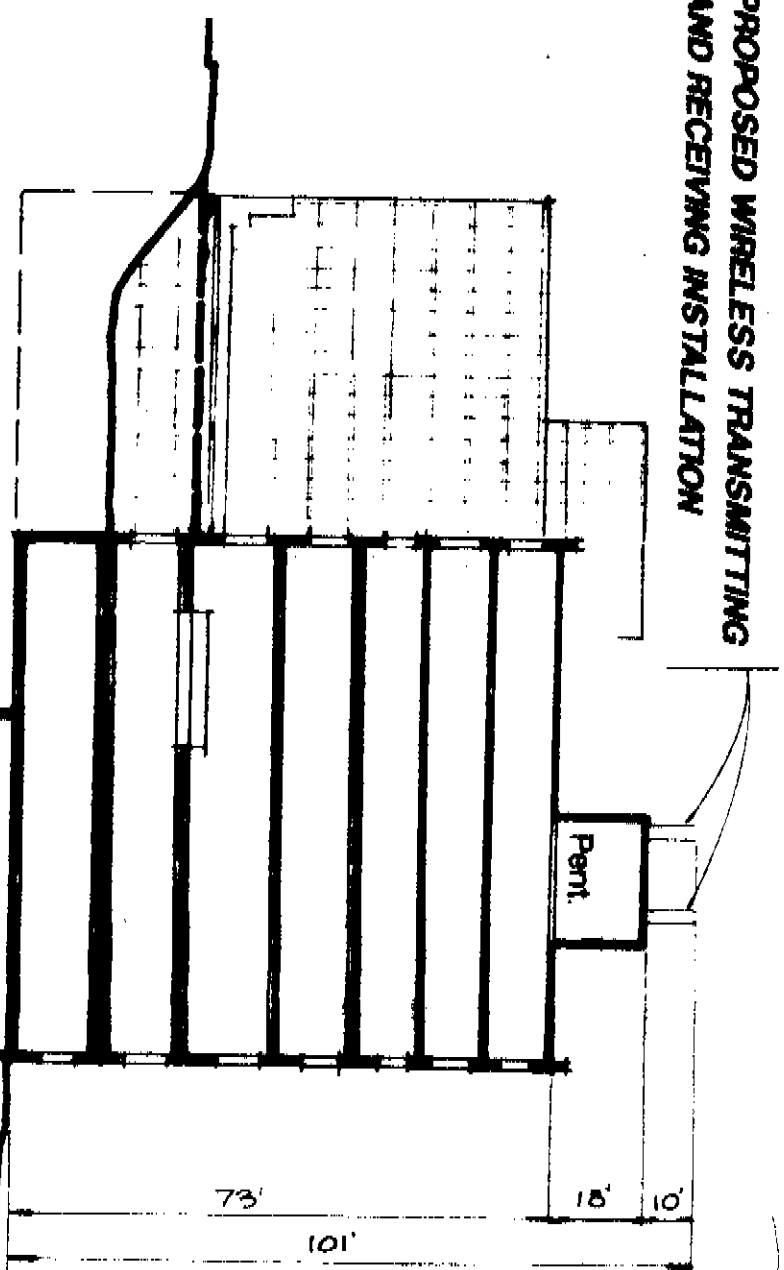 PROPOSED WIRELESS TRANSMITTING
AND RECEIVING INSTALLATION
Pent.
73'
18'
10'
101'